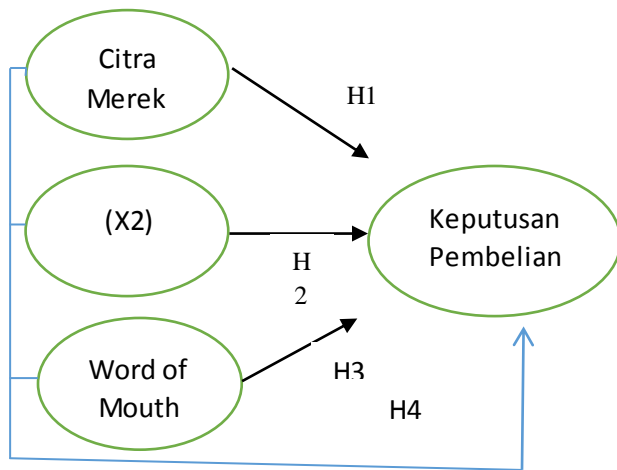 Citra
Merek
H1
(X2)
Keputusan
Pembelian
H
2
Word of
Mouth
H3
H4